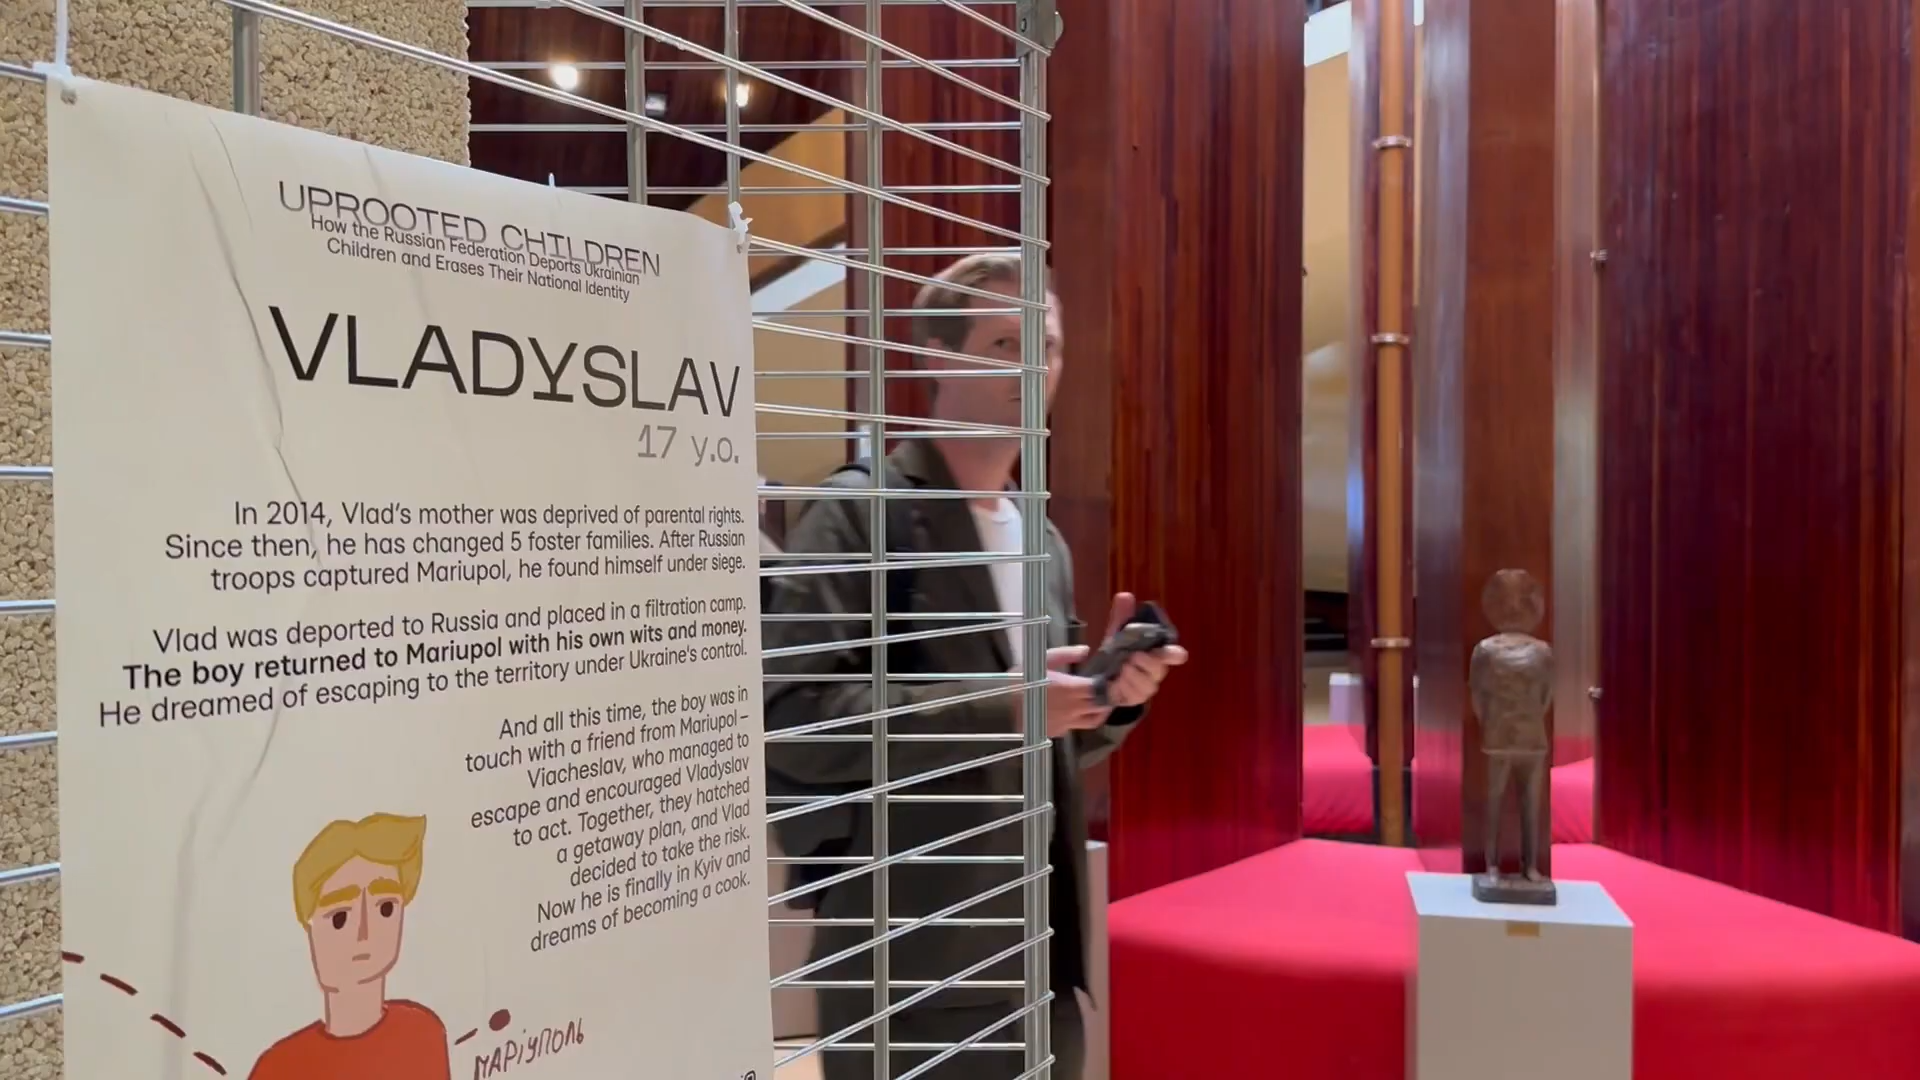 UPROOTED CHILDREN
How the Russian Federation Deports Ukrainian
Children and Erases Their National Identity
VLADYSLAV
17 y.o.
In 2014, Vlad's mother was deprived of parental rights.
Since then, he has changed 5 foster families. After Russian
troops captured Mariupol, he found himself under siege.
Vlad was deported to Russia and placed in a filtration camp.
The boy returned to Mariupol with his own wits and money.
He dreamed of escaping to the territory under Ukraine's control.
And all this time, the boy was in
touch with a friend from Mariupol –
Viacheslav, who managed to
escape and encouraged Vladyslav
to act. Together, they hatched
a getaway plan, and Vlad
decided to take the risk.
Now he is finally in Kyiv and
dreams of becoming a cook.
МАРІУПОЛЬ